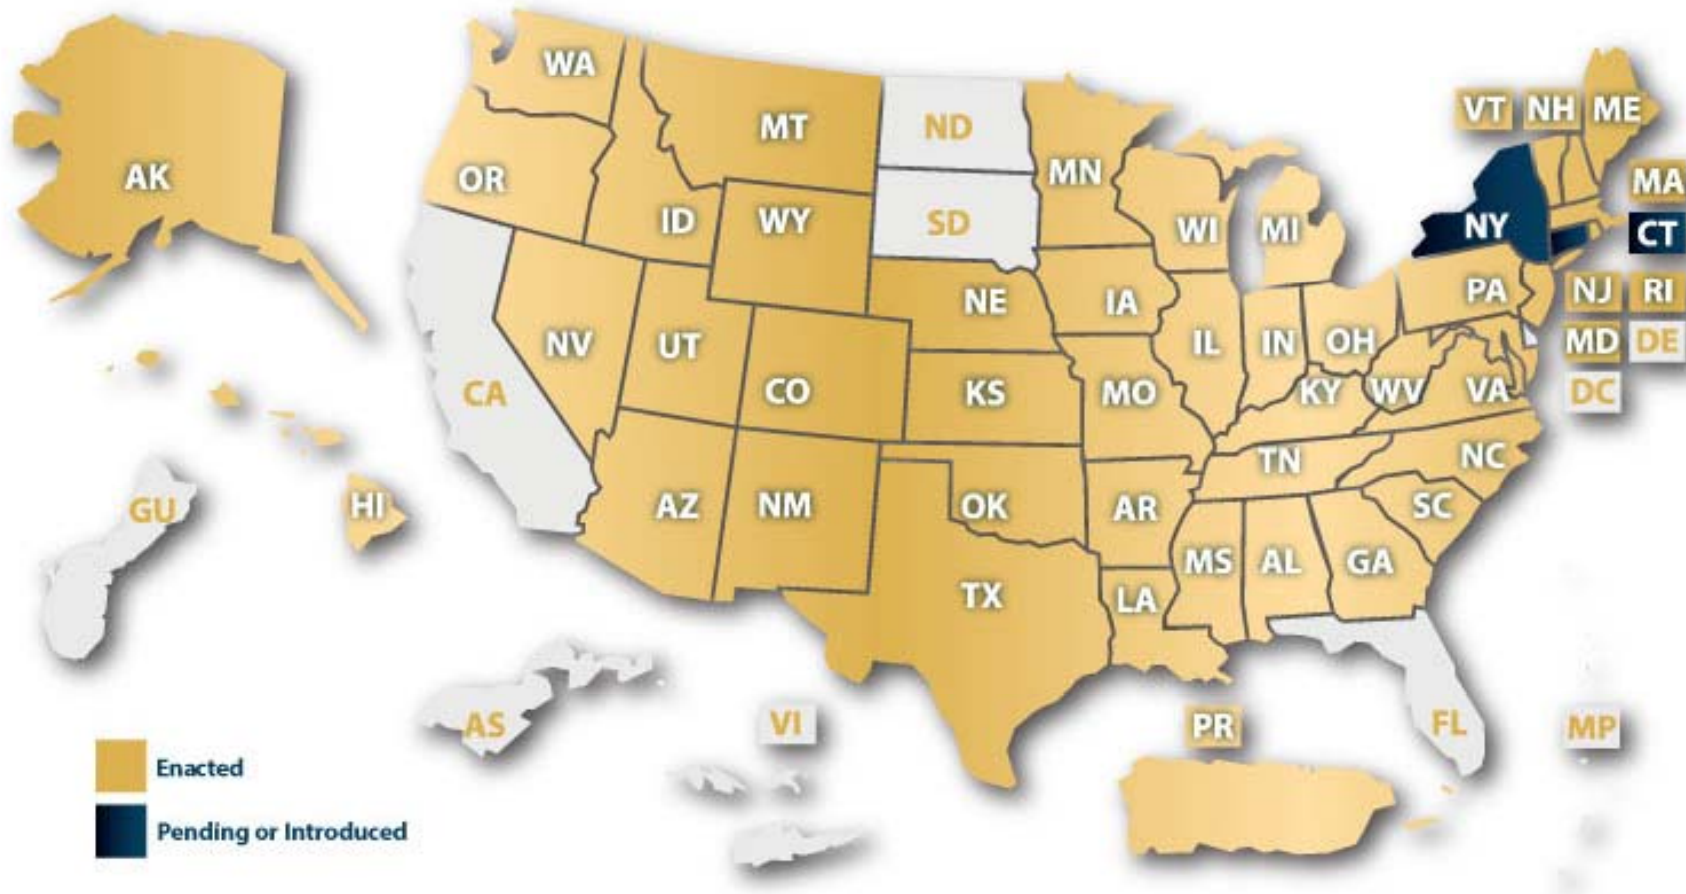 WA
VT NH ME
MT
ND
AK
OR
MN
MA
ID
WY
SD
WI
MI
NY
CT
NE
IA
PA
NJ
RI
NV
UT
IL
IN
OH
MD
DE
CA
CO
KS
MO
KY
WV
VA
DC
TN
NC
GU
HI
AZ
NM
OK
AR
SC
MS
AL
GA
TX
LA
AS
VI
PR
FL
MP
Enacted
Pending or Introduced